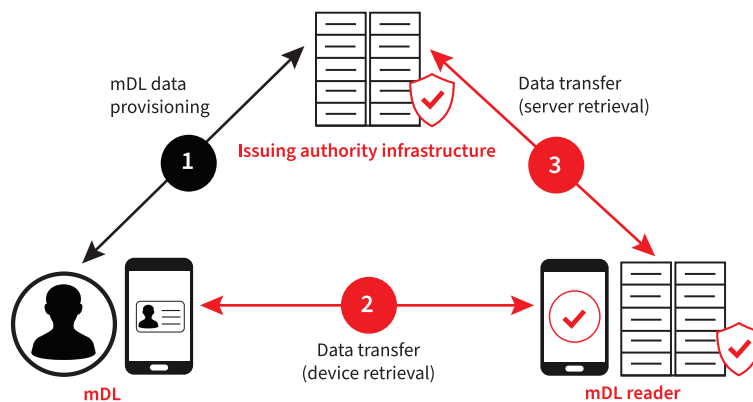 mDL data
provisioning
Data transfer
(server retrieval)
1
Issuing authority infrastructure
3
2
Data transfer
(device retrieval)
mDL
mDL reader